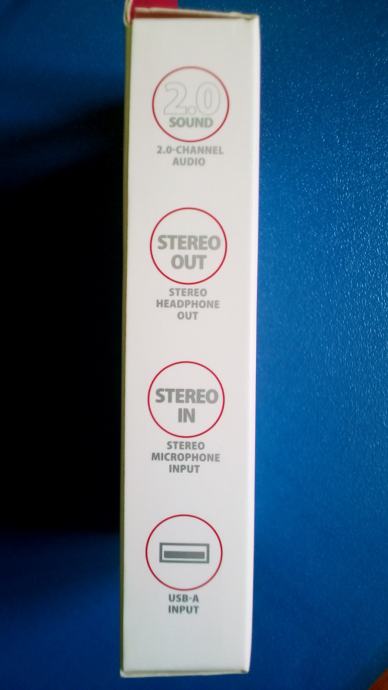 2.0
SOUND
2.0-CHANNEL
AUDIO
STEREO
OUT
STEREO
HEADPHONE
OUT
STEREO
IN
STEREO
MICROPHONE
INPUT
USB-A
INPUT